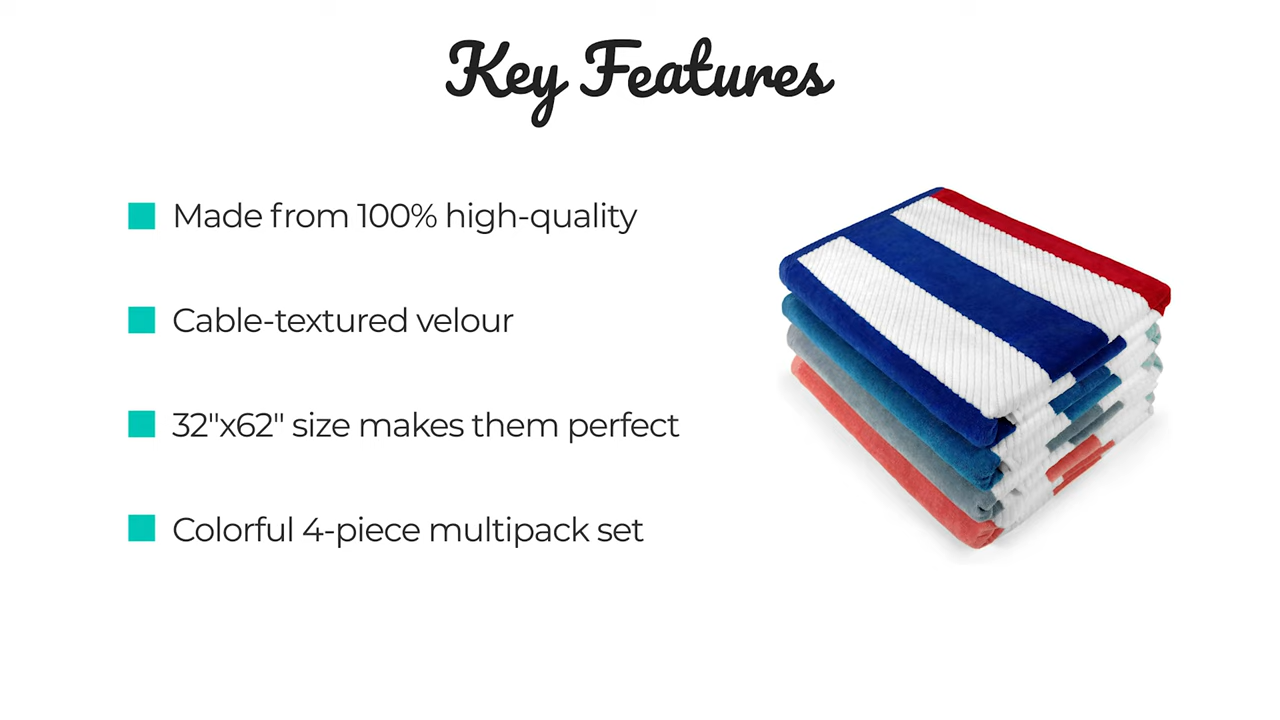 Key Features
Made from 100% high-quality
Cable-textured velour
32"x62" size makes them perfect
Colorful 4-piece multipack set